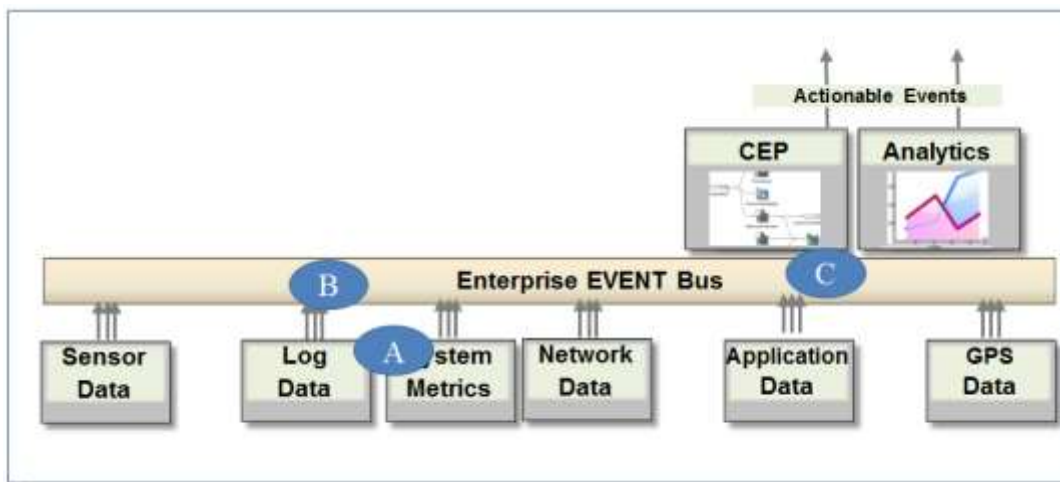 Actionable Events
CEP
Analytics
Enterprise EVENT Bus
A
B
C
Sensor
Data
Log
Data
ystem
Metrics
Network
Data
Application
Data
GPS
Data